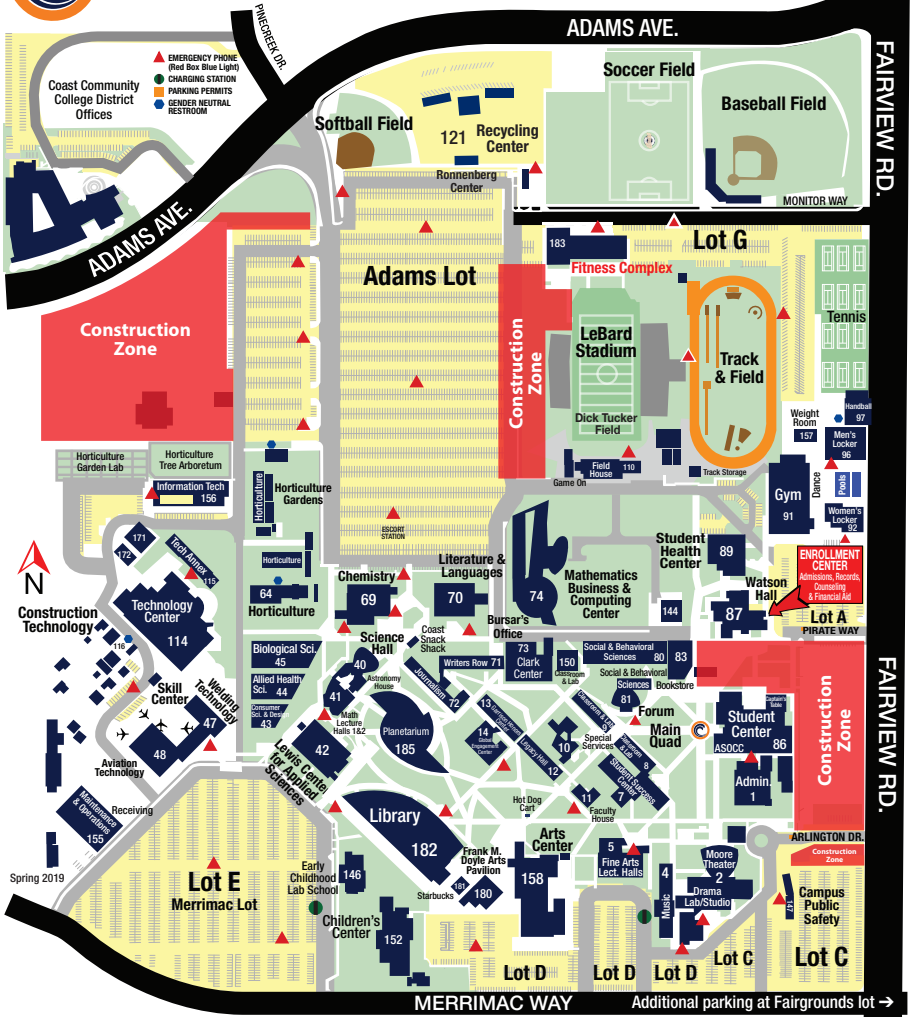 ADAMS AVE.
PINECREEK DR.
FAIRVIEW RD.
EMERGENCY PHONE
(Red Box Blue Light)
CHARGING STATION
PARKING PERMITS
GENDER NEUTRAL
RESTROOM
Coast Community
College District
Offices
Soccer Field
Baseball Field
Softball Field
121
Recycling
Center
Ronnenberg
Center
MONITOR WAY
ADAMS AVE.
183
Lot G
Fitness Complex
Adams Lot
Construction
Zone
Construction
Zone
LeBard
Stadium
Track
& Field
Tennis
Dick Tucker
Field
Handball
97
Weight
Room
157
Men's
Locker
96
Horticulture
Garden Lab
Horticulture
Tree Arboretum
Field
House
110
Game On
Track Storage
Information Tech
156
Horticulture
Horticulture
Gardens
Gym
91
Dance
Pools
Women's
Locker
92
ESCORT
STATION
171
172
Tech Annex
115
N
Horticulture
64
Horticulture
Chemistry
69
Literature &
Languages
70
74
Mathematics
Business &
Computing
Center
Student
Health
Center
89
ENROLLMENT
CENTER
Admissions, Records,
Counseling
& Financial Aid
Watson
Hall
87
144
Lot A
PIRATE WAY
Construction
Technology
116
Technology
Center
114
Bursar's
Office
Coast
Snack
Shack
Science
Hall
40
Astronomy
House
Biological Sci.
45
Allied Health
Sci.
44
Consumer
Sci. & Design
43
41
Math
Lecture
Halls 1&2
Writers Row 71
73
Clark
Center
150
Classroom
& Lab
Social & Behavioral
Sciences
80
83
Social & Behavioral
Sciences
81
Bookstore
Journalism
72
Skill
Center
Welding
Technology
47
48
Aviation
Technology
Planetarium
185
13
14
Global
Engagement
Center
Legacy Hall
12
10
Special
Services
Classroom & Lab
9
Classroom
& Lab
8
Forum
Main
Quad
Captain's
Table
Student
Center
ASOCC
86
Construction
Zone
FAIRVIEW RD.
Admin.
1
42
Lewis Center
for Applied
Sciences
Student Success
Center
7
11
Faculty
House
Hot Dog
Cart
Maintenance
& Operations
155
Receiving
Spring 2019
Library
182
ARLINGTON DR.
Construction
Zone
Lot E
Merrimac Lot
Early
Childhood
Lab School
146
Frank M.
Doyle Arts
Pavilion
Starbucks
181
180
Arts
Center
158
5
Fine Arts
Lect. Halls
4
Music
Moore
Theater
2
Drama
Lab/Studio
147
Campus
Public
Safety
Children's
Center
152
Lot D
Lot D
Lot D
Lot C
Lot C
MERRIMAC WAY
Additional parking at Fairgrounds lot →